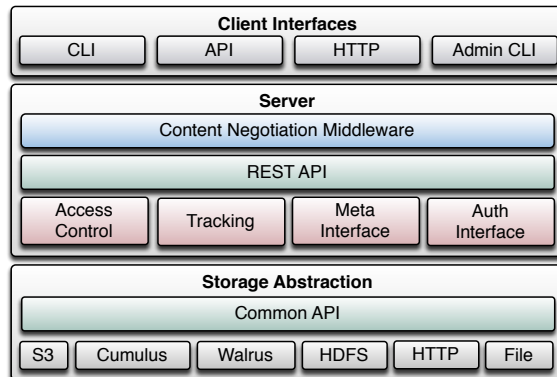 Client Interfaces
CLI
API
HTTP
Admin CLI
Server
Content Negotiation Middleware
REST API
Access
Control
Tracking
Meta
Interface
Auth
Interface
Storage Abstraction
Common API
S3
Cumulus
Walrus
HDFS
HTTP
File